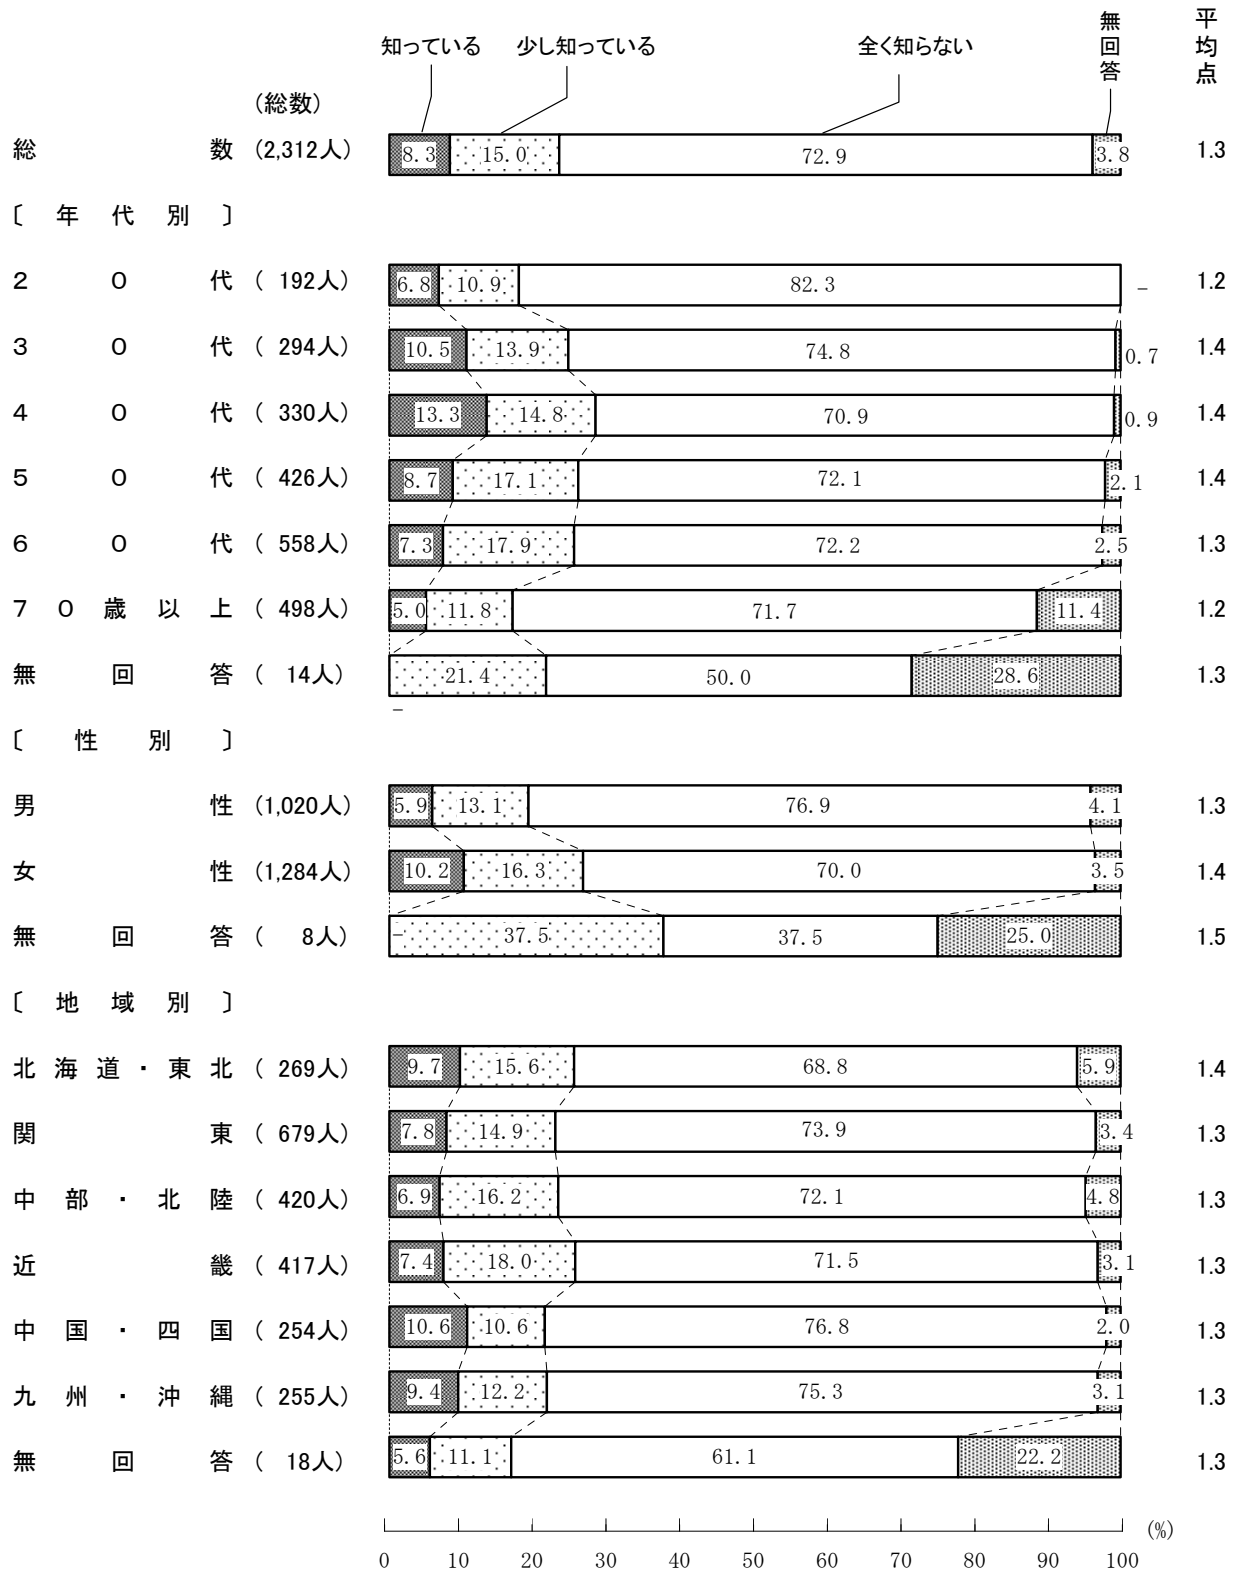 無回答 平均点
知っている 少し知っている 全く知らない
(総数)
総数 (2,312人) 8.3 15.0 72.9 3.8 1.3
〔年代別〕
20代 (192人) 6.8 10.9 82.3 - 1.2
30代 (294人) 10.5 13.9 74.8 0.7 1.4
40代 (330人) 13.3 14.8 70.9 0.9 1.4
50代 (426人) 8.7 17.1 72.1 2.1 1.4
60代 (558人) 7.3 17.9 72.2 2.5 1.3
70歳以上 (498人) 5.0 11.8 71.7 11.4 1.2
無回答 (14人) - 21.4 50.0 28.6 1.3
〔性別〕
男性 (1,020人) 5.9 13.1 76.9 4.1 1.3
女性 (1,284人) 10.2 16.3 70.0 3.5 1.4
無回答 (8人) - 37.5 37.5 25.0 1.5
〔地域別〕
北海道・東北 (269人) 9.7 15.6 68.8 5.9 1.4
関東 (679人) 7.8 14.9 73.9 3.4 1.3
中部・北陸 (420人) 6.9 16.2 72.1 4.8 1.3
近畿 (417人) 7.4 18.0 71.5 3.1 1.3
中国・四国 (254人) 10.6 10.6 76.8 2.0 1.3
九州・沖縄 (255人) 9.4 12.2 75.3 3.1 1.3
無回答 (18人) 5.6 11.1 61.1 22.2 1.3
(%)
0 10 20 30 40 50 60 70 80 90 100